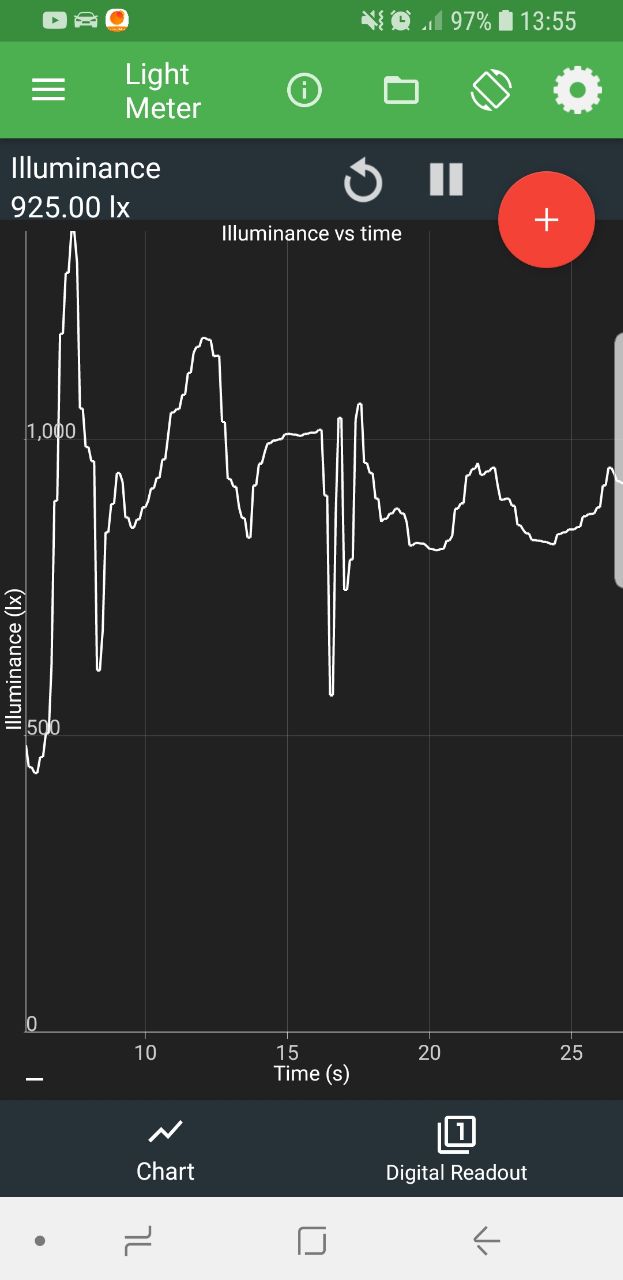 97% 13:55
Light
Meter
Illuminance
925.00 lx
Illuminance vs time
1,000
Illuminance (lx)
500
0
10 15 20 25
Time (s)
1
Chart
Digital Readout